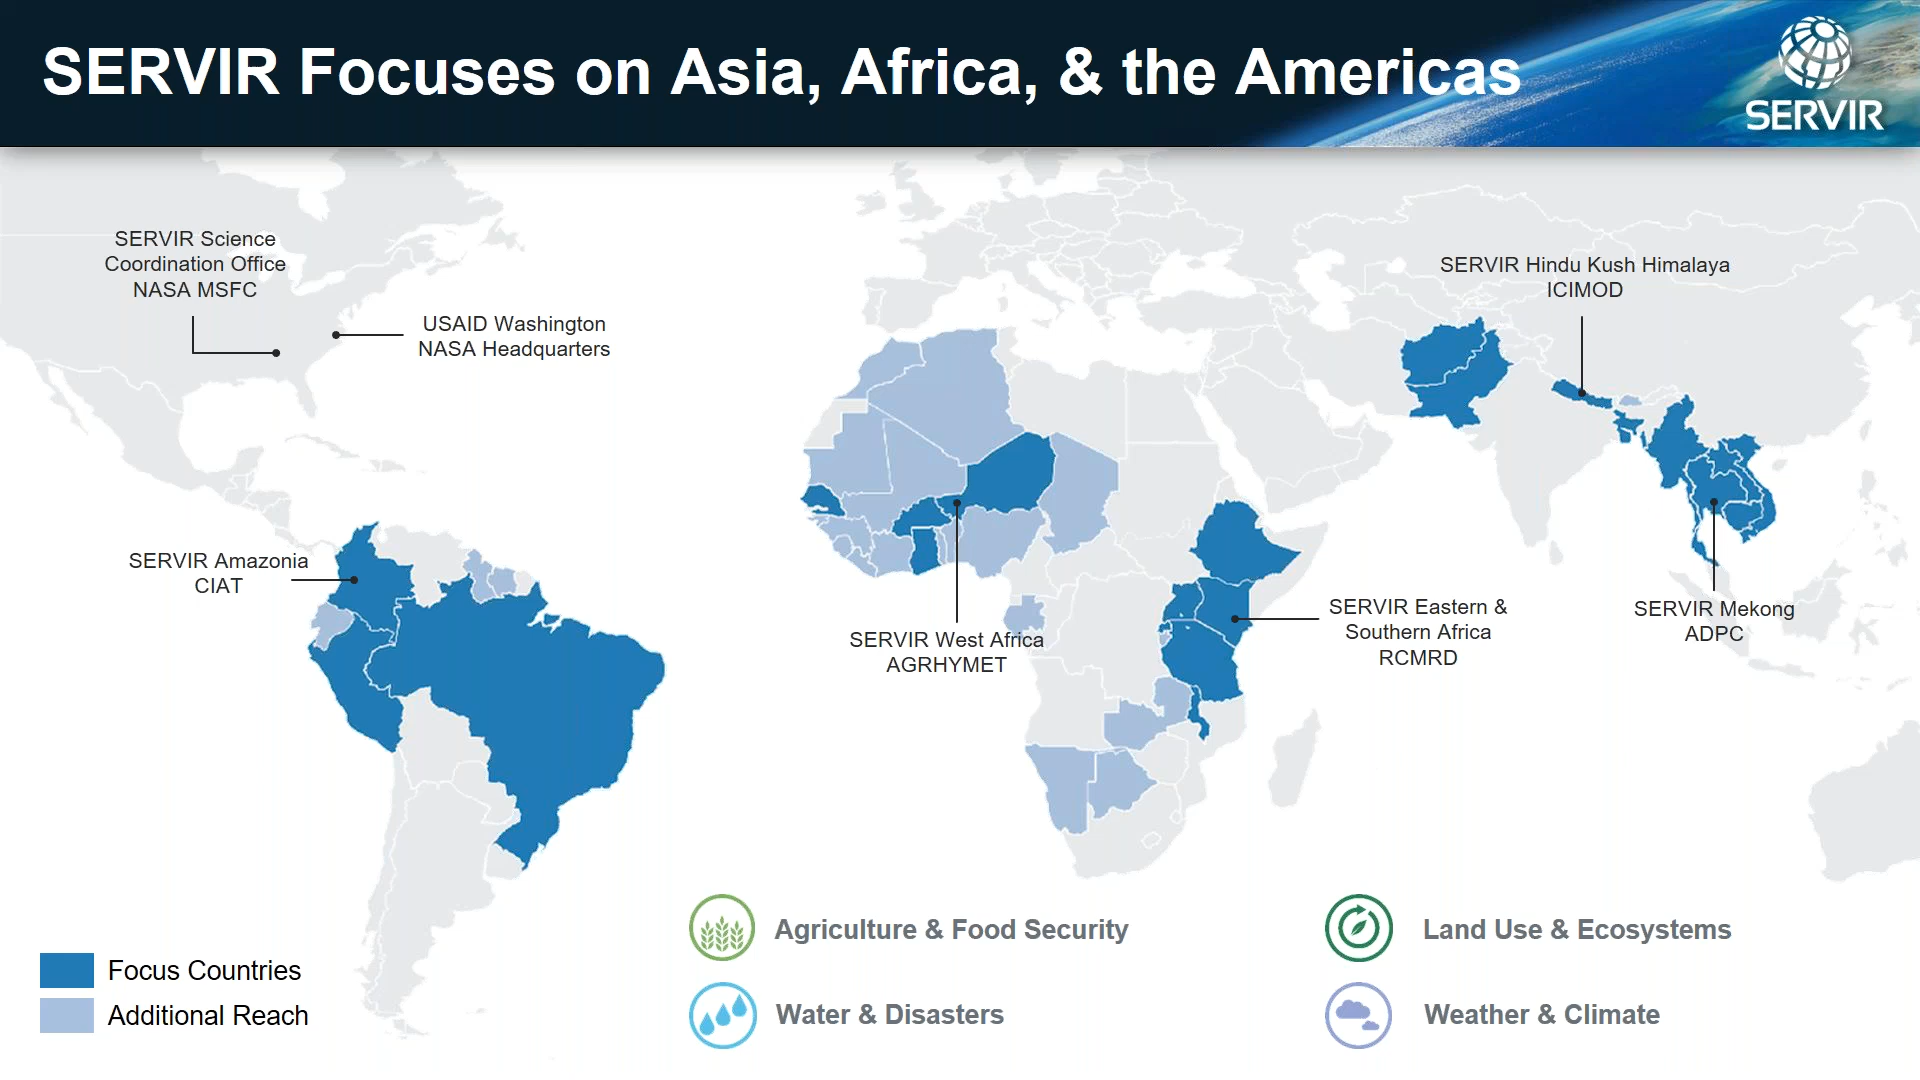 SERVIR Focuses on Asia, Africa, & the Americas
SERVIR
SERVIR Science
Coordination Office
NASA MSFC
USAID Washington
NASA Headquarters
SERVIR Hindu Kush Himalaya
ICIMOD
SERVIR Amazonia
CIAT
SERVIR West Africa
AGRHYMET
SERVIR Eastern &
Southern Africa
RCMRD
SERVIR Mekong
ADPC
Focus Countries
Additional Reach
Agriculture & Food Security
Land Use & Ecosystems
Water & Disasters
Weather & Climate